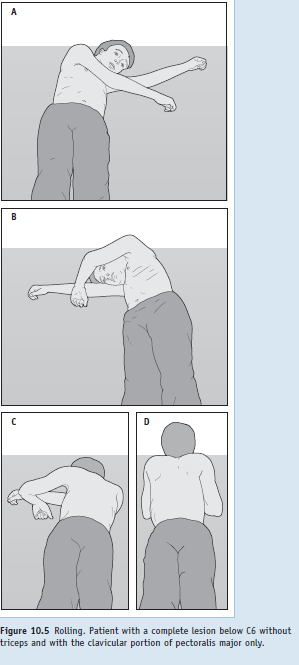 A
B
C
D
Figure 10.5 Rolling. Patient with a complete lesion below C6 without
triceps and with the clavicular portion of pectoralis major only.